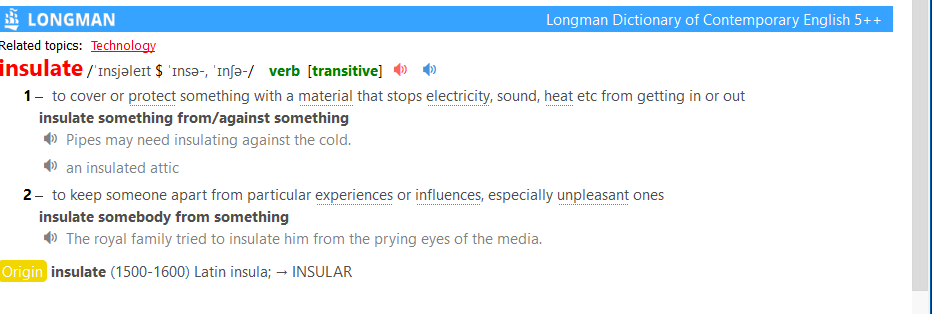 LONGMAN Longman Dictionary of Contemporary English 5++
Related topics: Technology
insulate /ˈɪnsjəleɪt $ ˈɪnsə-, ˈɪnʃə-/ verb [transitive]
1 – to cover or protect something with a material that stops electricity, sound, heat etc from getting in or out
insulate something from/against something
Pipes may need insulating against the cold.
an insulated attic
2 – to keep someone apart from particular experiences or influences, especially unpleasant ones
insulate somebody from something
The royal family tried to insulate him from the prying eyes of the media.
Origin insulate (1500-1600) Latin insula; → INSULAR